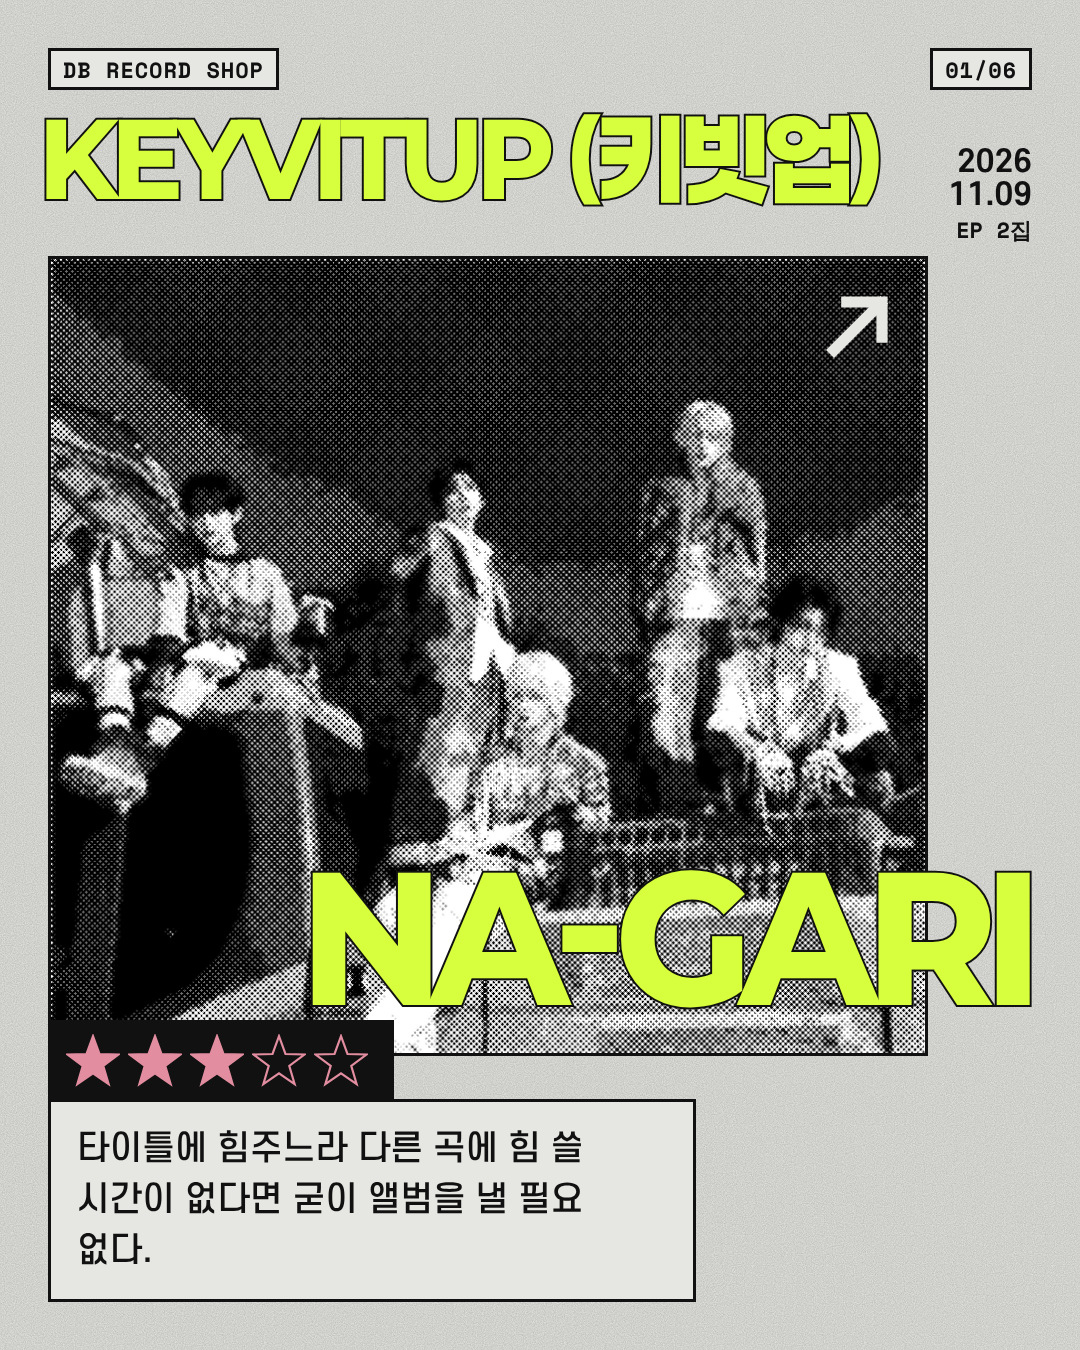 DB RECORD SHOP
01/06
KEYVITUP (키빗업)
2026
11.09
EP 2집
NA-GARI
타이틀에 힘주느라 다른 곡에 힘 쓸
시간이 없다면 굳이 앨범을 낼 필요
없다.